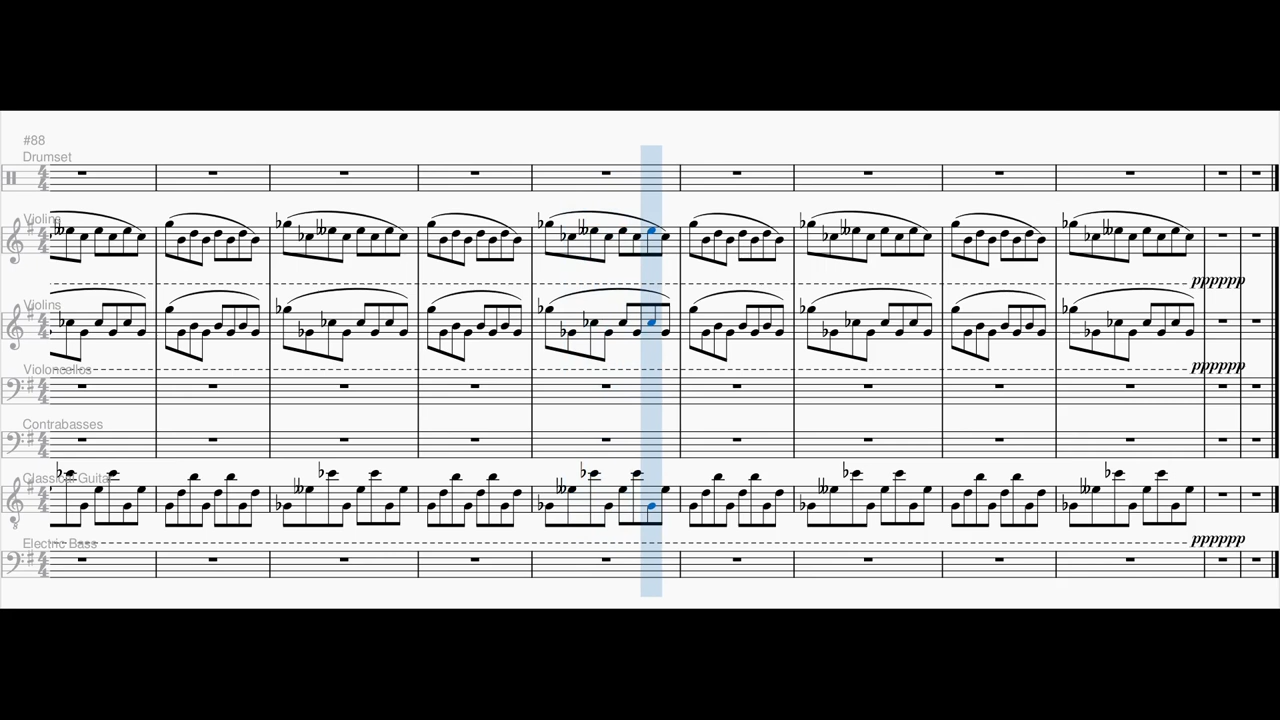 #88
Drumset
Violins
pppppp
Violins
Violoncellos
pppppp
Contrabasses
Classical Guitar
Electric Bass
pppppp